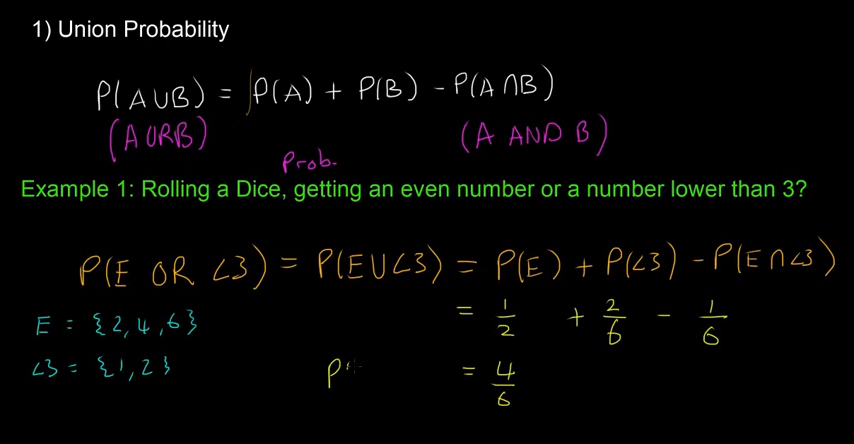 1) Union Probability
P(A∪B) = P(A) + P(B) - P(A∩B)
(A OR B) (A AND B)
Prob.
Example 1: Rolling a Dice, getting an even number or a number lower than 3?
P(E OR <3) = P(E∪<3) = P(E) + P(<3) - P(E∩<3)
E = {2,4,6} = 1/2 + 2/6 - 1/6
<3 = {1,2} P = 4/6